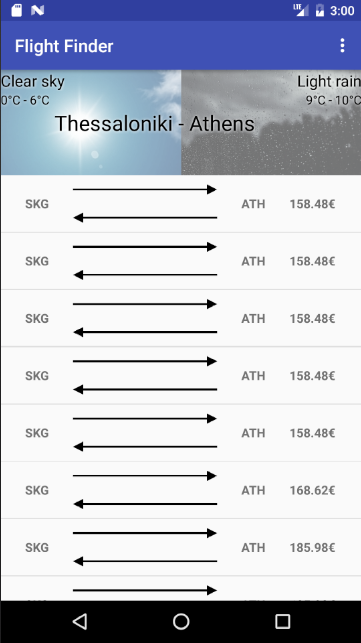 LTE 3:00
Flight Finder
Clear sky Light rain
0°C - 6°C 9°C - 10°C
Thessaloniki - Athens
SKG ATH 158.48€
SKG ATH 158.48€
SKG ATH 158.48€
SKG ATH 158.48€
SKG ATH 158.48€
SKG ATH 168.62€
SKG ATH 185.98€